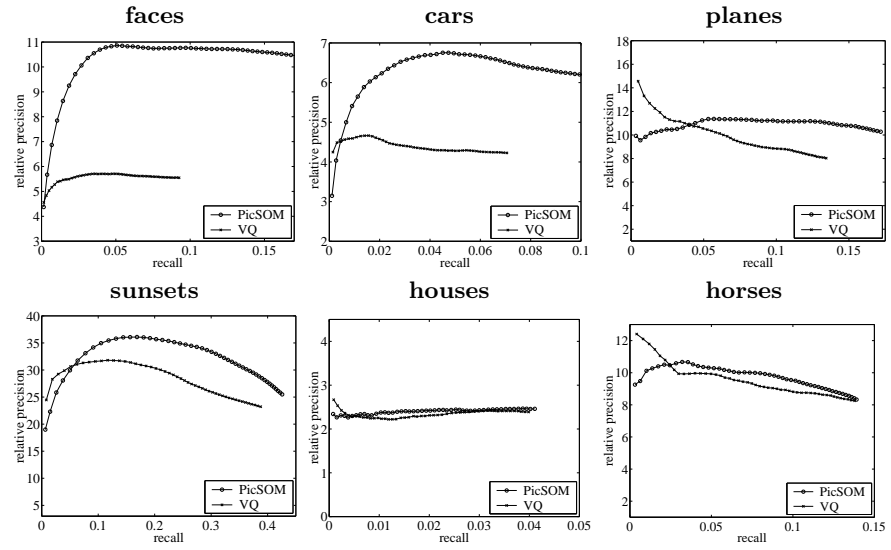 faces
11
10
9
8
7
6
5
4
3
0
0.05
0.1
0.15
relative precision
recall
PicSOM
VQ
cars
7
6
5
4
3
2
0
0.02
0.04
0.06
0.08
0.1
relative precision
recall
PicSOM
VQ
planes
18
16
14
12
10
8
6
4
2
0
0.05
0.1
0.15
relative precision
recall
PicSOM
VQ
sunsets
40
35
30
25
20
15
10
5
0
0.1
0.2
0.3
0.4
relative precision
recall
PicSOM
VQ
houses
4
3
2
1
0
0
0.01
0.02
0.03
0.04
0.05
relative precision
recall
PicSOM
VQ
horses
12
10
8
6
4
2
0
0.05
0.1
0.15
relative precision
recall
PicSOM
VQ